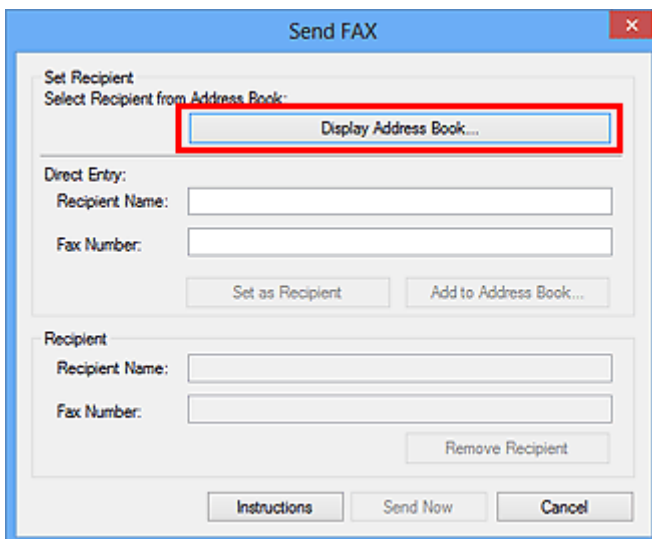 Send FAX
Set Recipient
Select Recipient from Address Book:
Display Address Book...
Direct Entry:
Recipient Name:
Fax Number:
Set as Recipient Add to Address Book...
Recipient
Recipient Name:
Fax Number:
Remove Recipient
Instructions Send Now Cancel